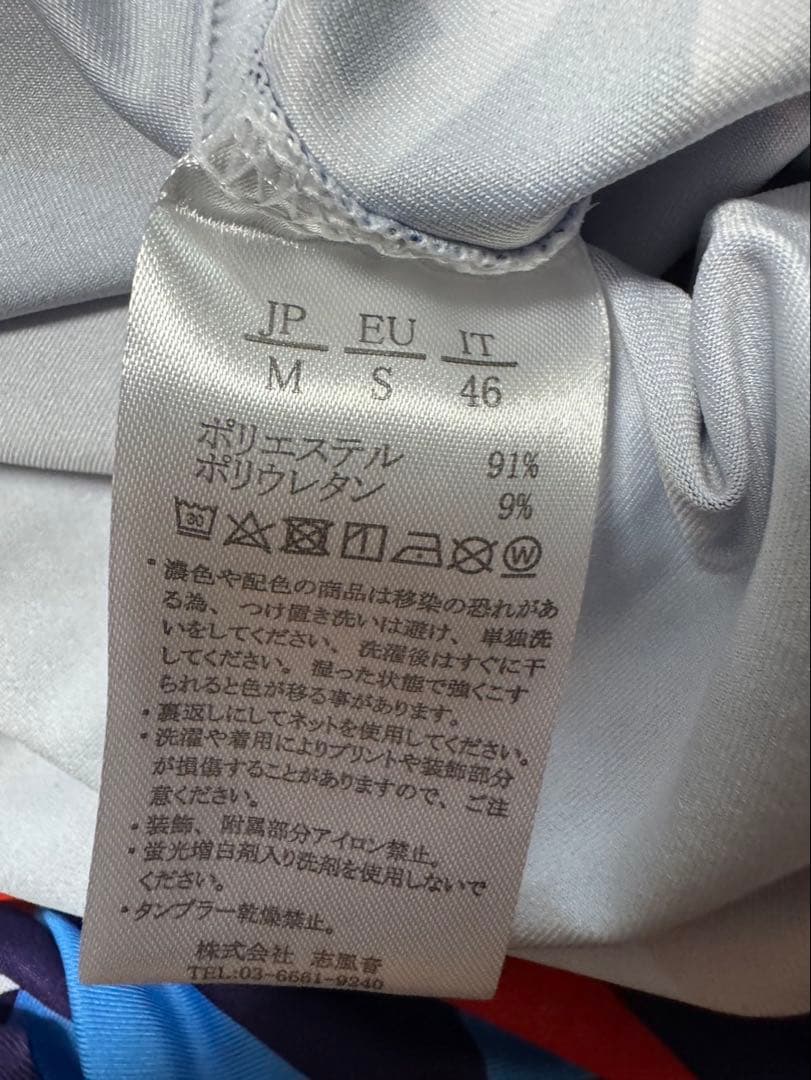 JP EU IT
M S 46
ポリエステル 91%
ポリウレタン 9%
30 W
・濃色や配色の商品は移染の恐れがあ
る為、つけ置き洗いは避け、単独洗
いをしてください、洗濯後はすぐに干
してください。湿った状態で強くこす
られると色が移る事があります。
・裏返しにしてネットを使用してください。
・洗濯や着用によりプリントや装飾部分
が損傷することがありますので、ご注
意ください。
・装飾、附属部分アイロン禁止。
・蛍光増白剤入り洗剤を使用しないで
ください。
・タンブラー乾燥禁止。
株式会社 志風音
TEL:03-6661-9240